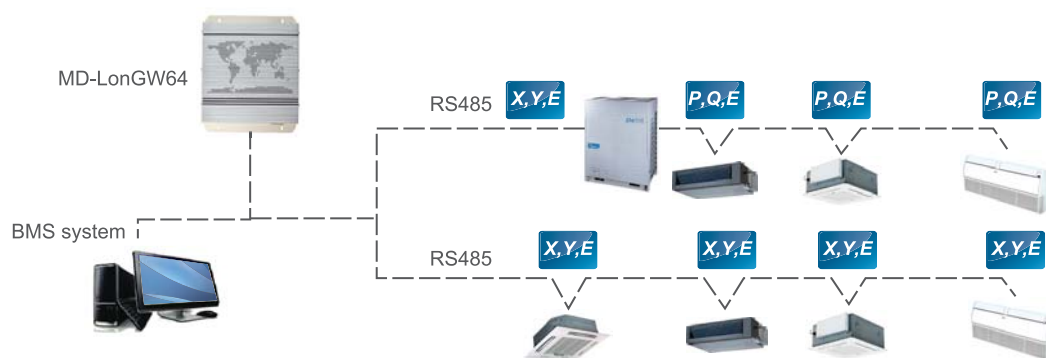 MD-LonGW64
RS485
X,Y,E
P,Q,E
P,Q,E
P,Q,E
BMS system
RS485
X,Y,E
X,Y,E
X,Y,E
X,Y,E